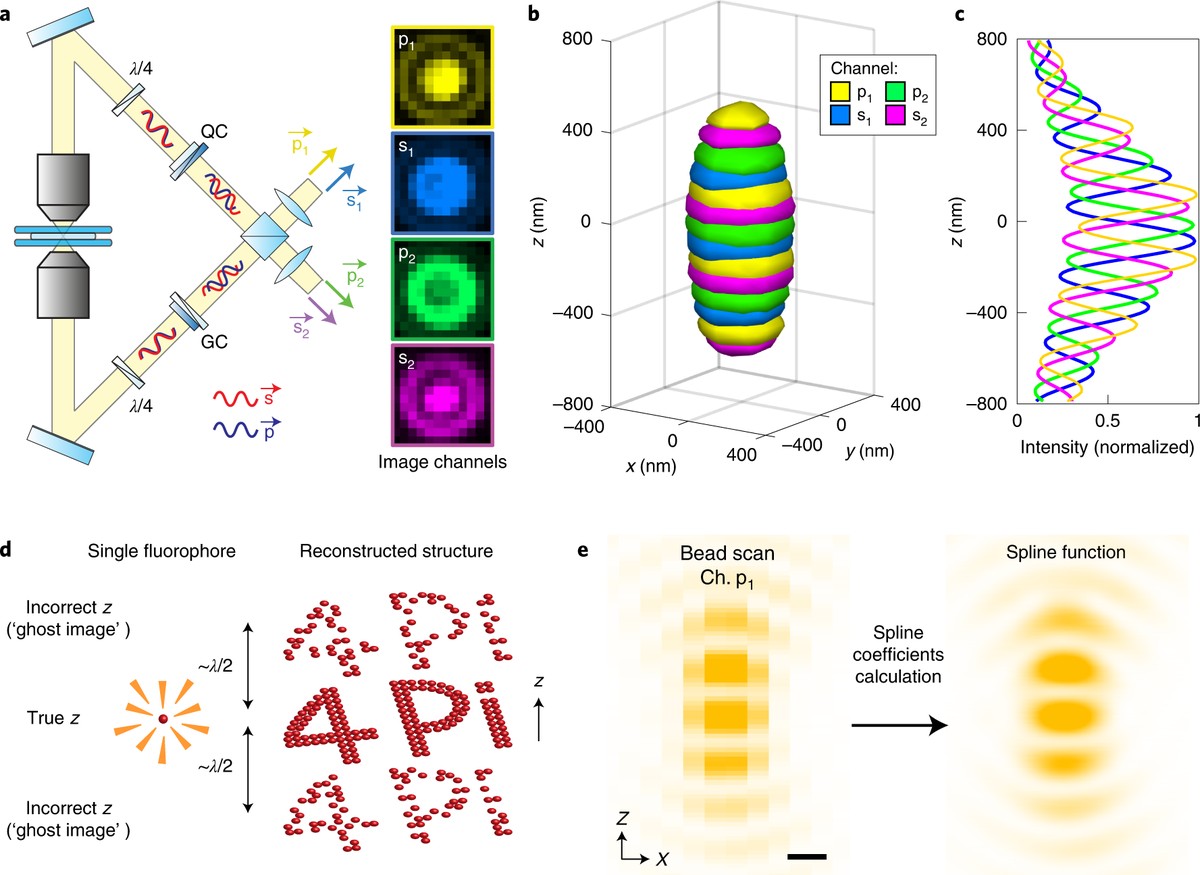 a
λ/4
QC
p₁
s₁
p₂
s₂
GC
λ/4
s
p
p₁
s₁
p₂
s₂
Image channels
b
800
400
0
–400
–800
z (nm)
–400
0
400
x (nm)
–400
0
400
y (nm)
Channel:
p₁ p₂
s₁ s₂
c
800
400
0
–400
–800
z (nm)
0 0.5 1
Intensity (normalized)
d
Single fluorophore
Reconstructed structure
Incorrect z
(‘ghost image’ )
~λ/2
True z
~λ/2
Incorrect z
(‘ghost image’ )
4Pi
4Pi
4Pi
z
e
Bead scan
Ch. p₁
Spline
coefficients
calculation
Spline function
Z
X